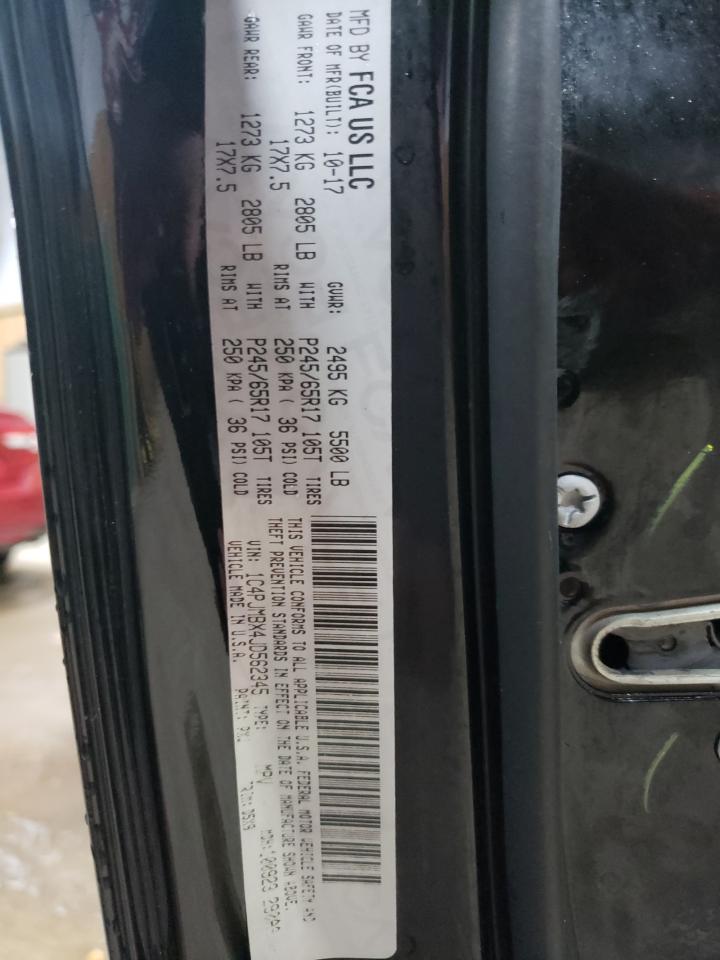 MFD BY FCA US LLC
DATE OF MFR(BUILT): 10-17 GVWR: 2495 KG 5500 LB
GAWR FRONT: 1273 KG 2805 LB WITH P245/65R17 105T TIRES
17X7.5 RIMS AT 250 KPA ( 36 PSI) COLD
GAWR REAR: 1273 KG 2805 LB WITH P245/65R17 105T TIRES
17X7.5 RIMS AT 250 KPA ( 36 PSI) COLD
THIS VEHICLE CONFORMS TO ALL APPLICABLE U.S.A. FEDERAL MOTOR VEHICLE SAFETY AND
THEFT PREVENTION STANDARDS IN EFFECT ON THE DATE OF MANUFACTURE SHOWN ABOVE.
VIN: 1C4PJMBX4JD562345 TYPE: MPV MDH:100923
VEHICLE MADE IN U.S.A. PAINT: TRIM: